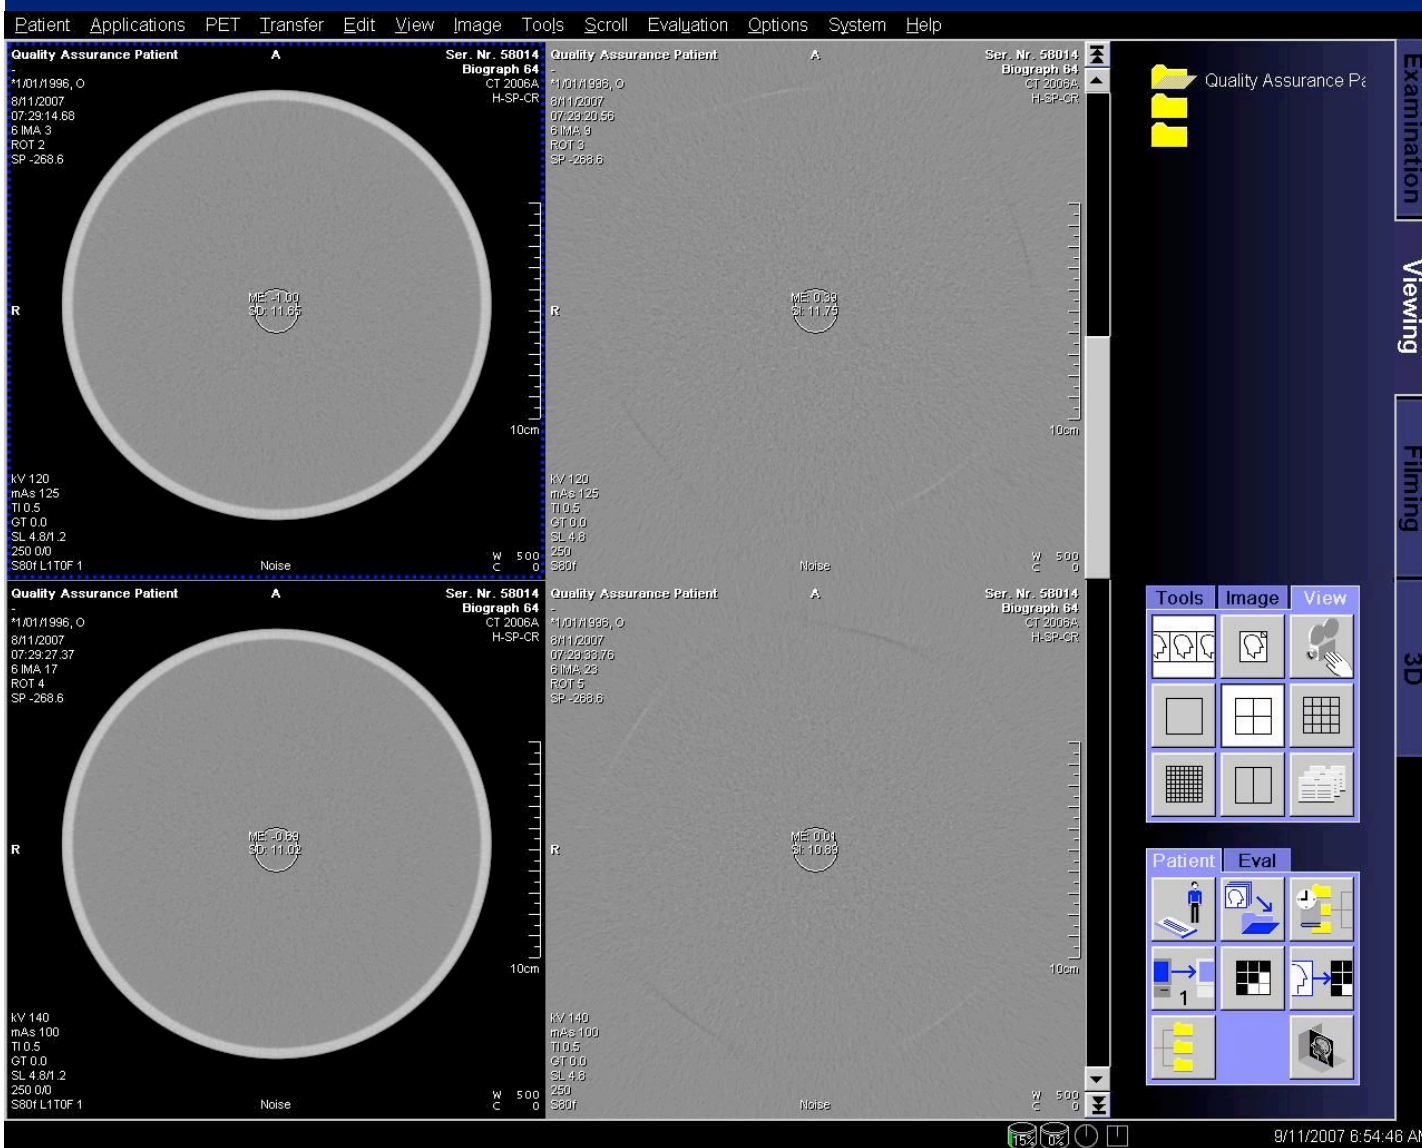 Patient Applications PET Transfer Edit View Image Tools Scroll Evaluation Options System Help
Quality Assurance Patient
-
*1/01/1996, O
8/11/2007
07:29:14.68
6 IMA 3
ROT 2
SP -268.6
A
Ser. Nr. 58014
Biograph 64
CT 2006A
H-SP-CR
R
ME: -1.00
SD: 11.65
10cm
kV 120
mAs 125
TI 0.5
GT 0.0
SL 4.8/1.2
250 0/0
S80f L1T0F 1
Noise
W 500
C 0
Quality Assurance Patient
-
*1/01/1996, O
8/11/2007
07:29:20.56
6 IMA 9
ROT 3
SP -268.6
A
Ser. Nr. 58014
Biograph 64
CT 2006A
H-SP-CR
R
ME: 0.39
SI: 11.75
10cm
kV 120
mAs 125
TI 0.5
GT 0.0
SL 4.8
250
S80f
Noise
W 500
C 0
Quality Assurance Patient
-
*1/01/1996, O
8/11/2007
07:29:27.37
6 IMA 17
ROT 4
SP -268.6
A
Ser. Nr. 58014
Biograph 64
CT 2006A
H-SP-CR
R
ME: -0.69
SD: 11.02
10cm
kV 140
mAs 100
TI 0.5
GT 0.0
SL 4.8/1.2
250 0/0
S80f L1T0F 1
Noise
W 500
C 0
Quality Assurance Patient
-
*1/01/1996, O
8/11/2007
07:29:33.76
6 IMA 23
ROT 5
SP -268.6
A
Ser. Nr. 58014
Biograph 64
CT 2006A
H-SP-CR
R
ME: 0.01
SI: 10.89
10cm
kV 140
mAs 100
TI 0.5
GT 0.0
SL 4.8
250
S80f
Noise
W 500
C 0
Quality Assurance Pa
Examination
Viewing
Filming
3D
Tools Image View
Patient Eval
1
15% 0%
9/11/2007 6:54:46 AM